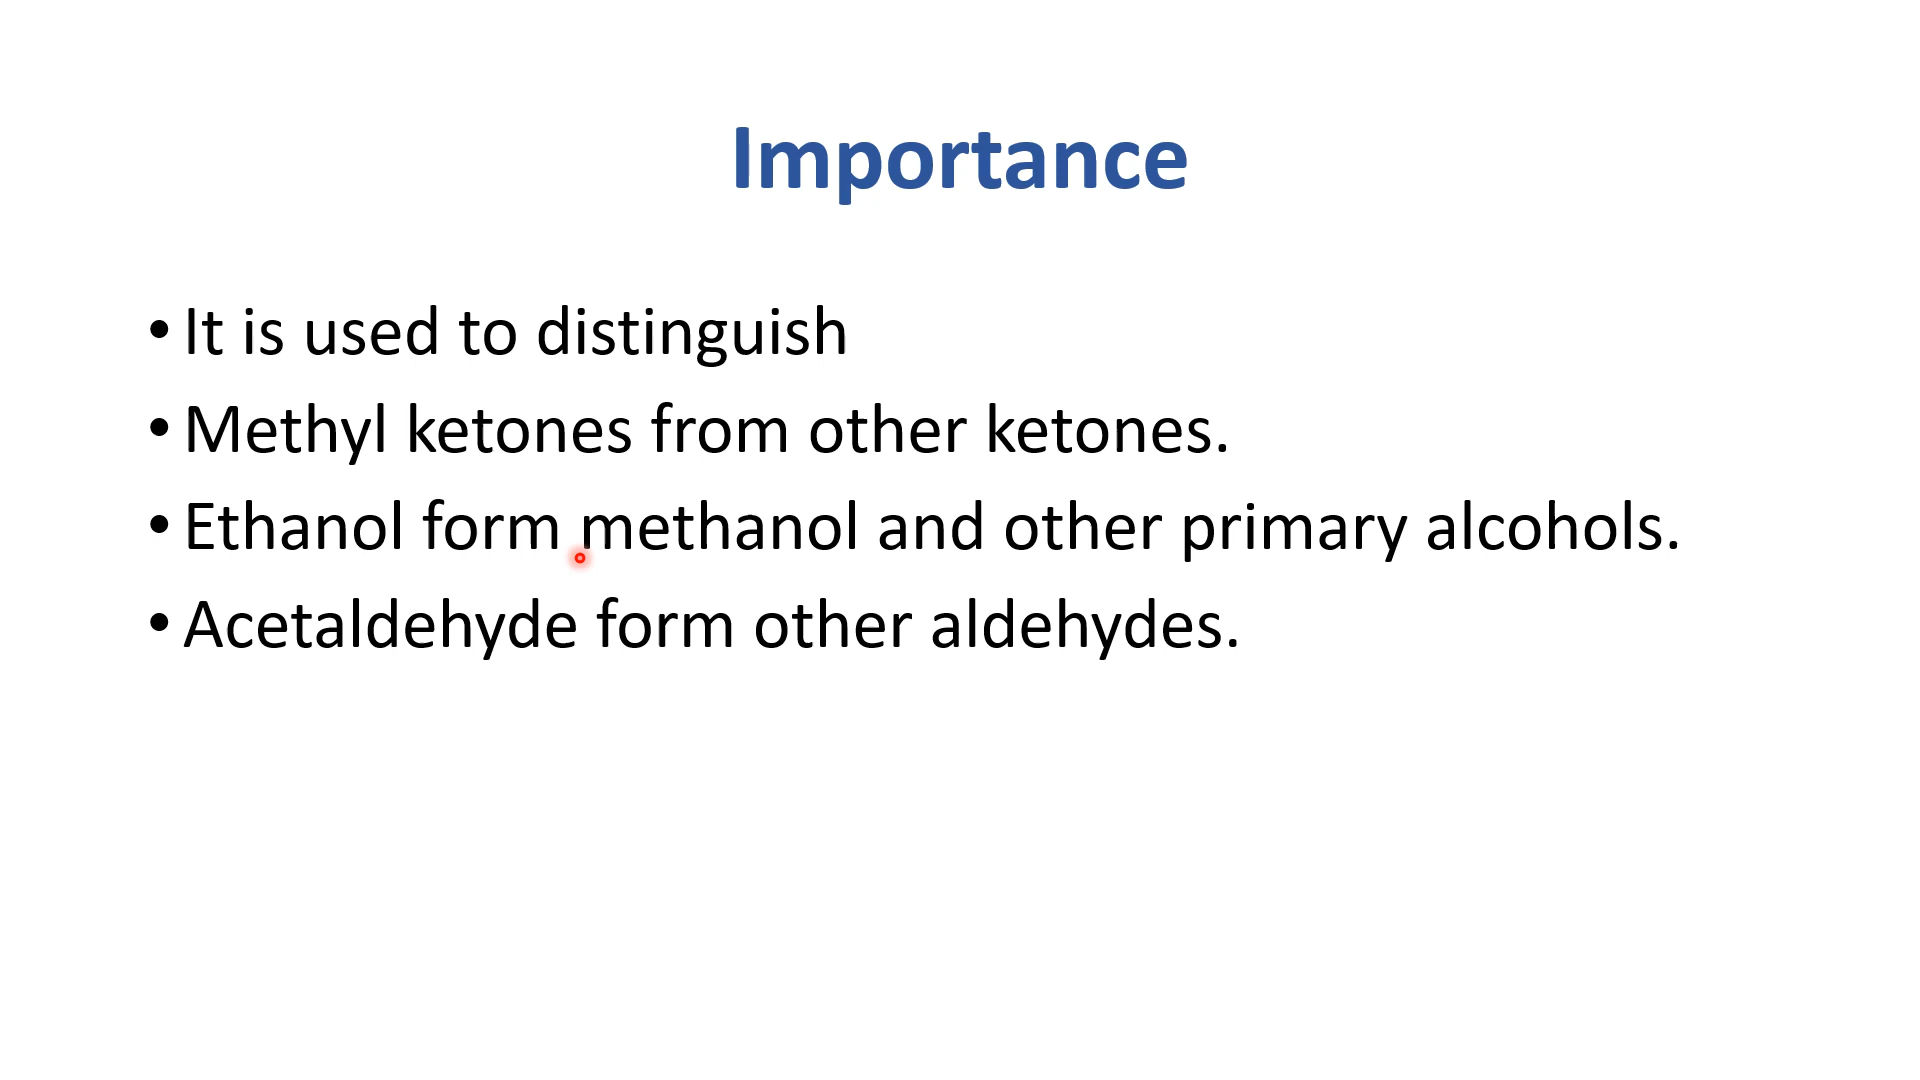 Importance
• It is used to distinguish
• Methyl ketones from other ketones.
• Ethanol form methanol and other primary alcohols.
• Acetaldehyde form other aldehydes.